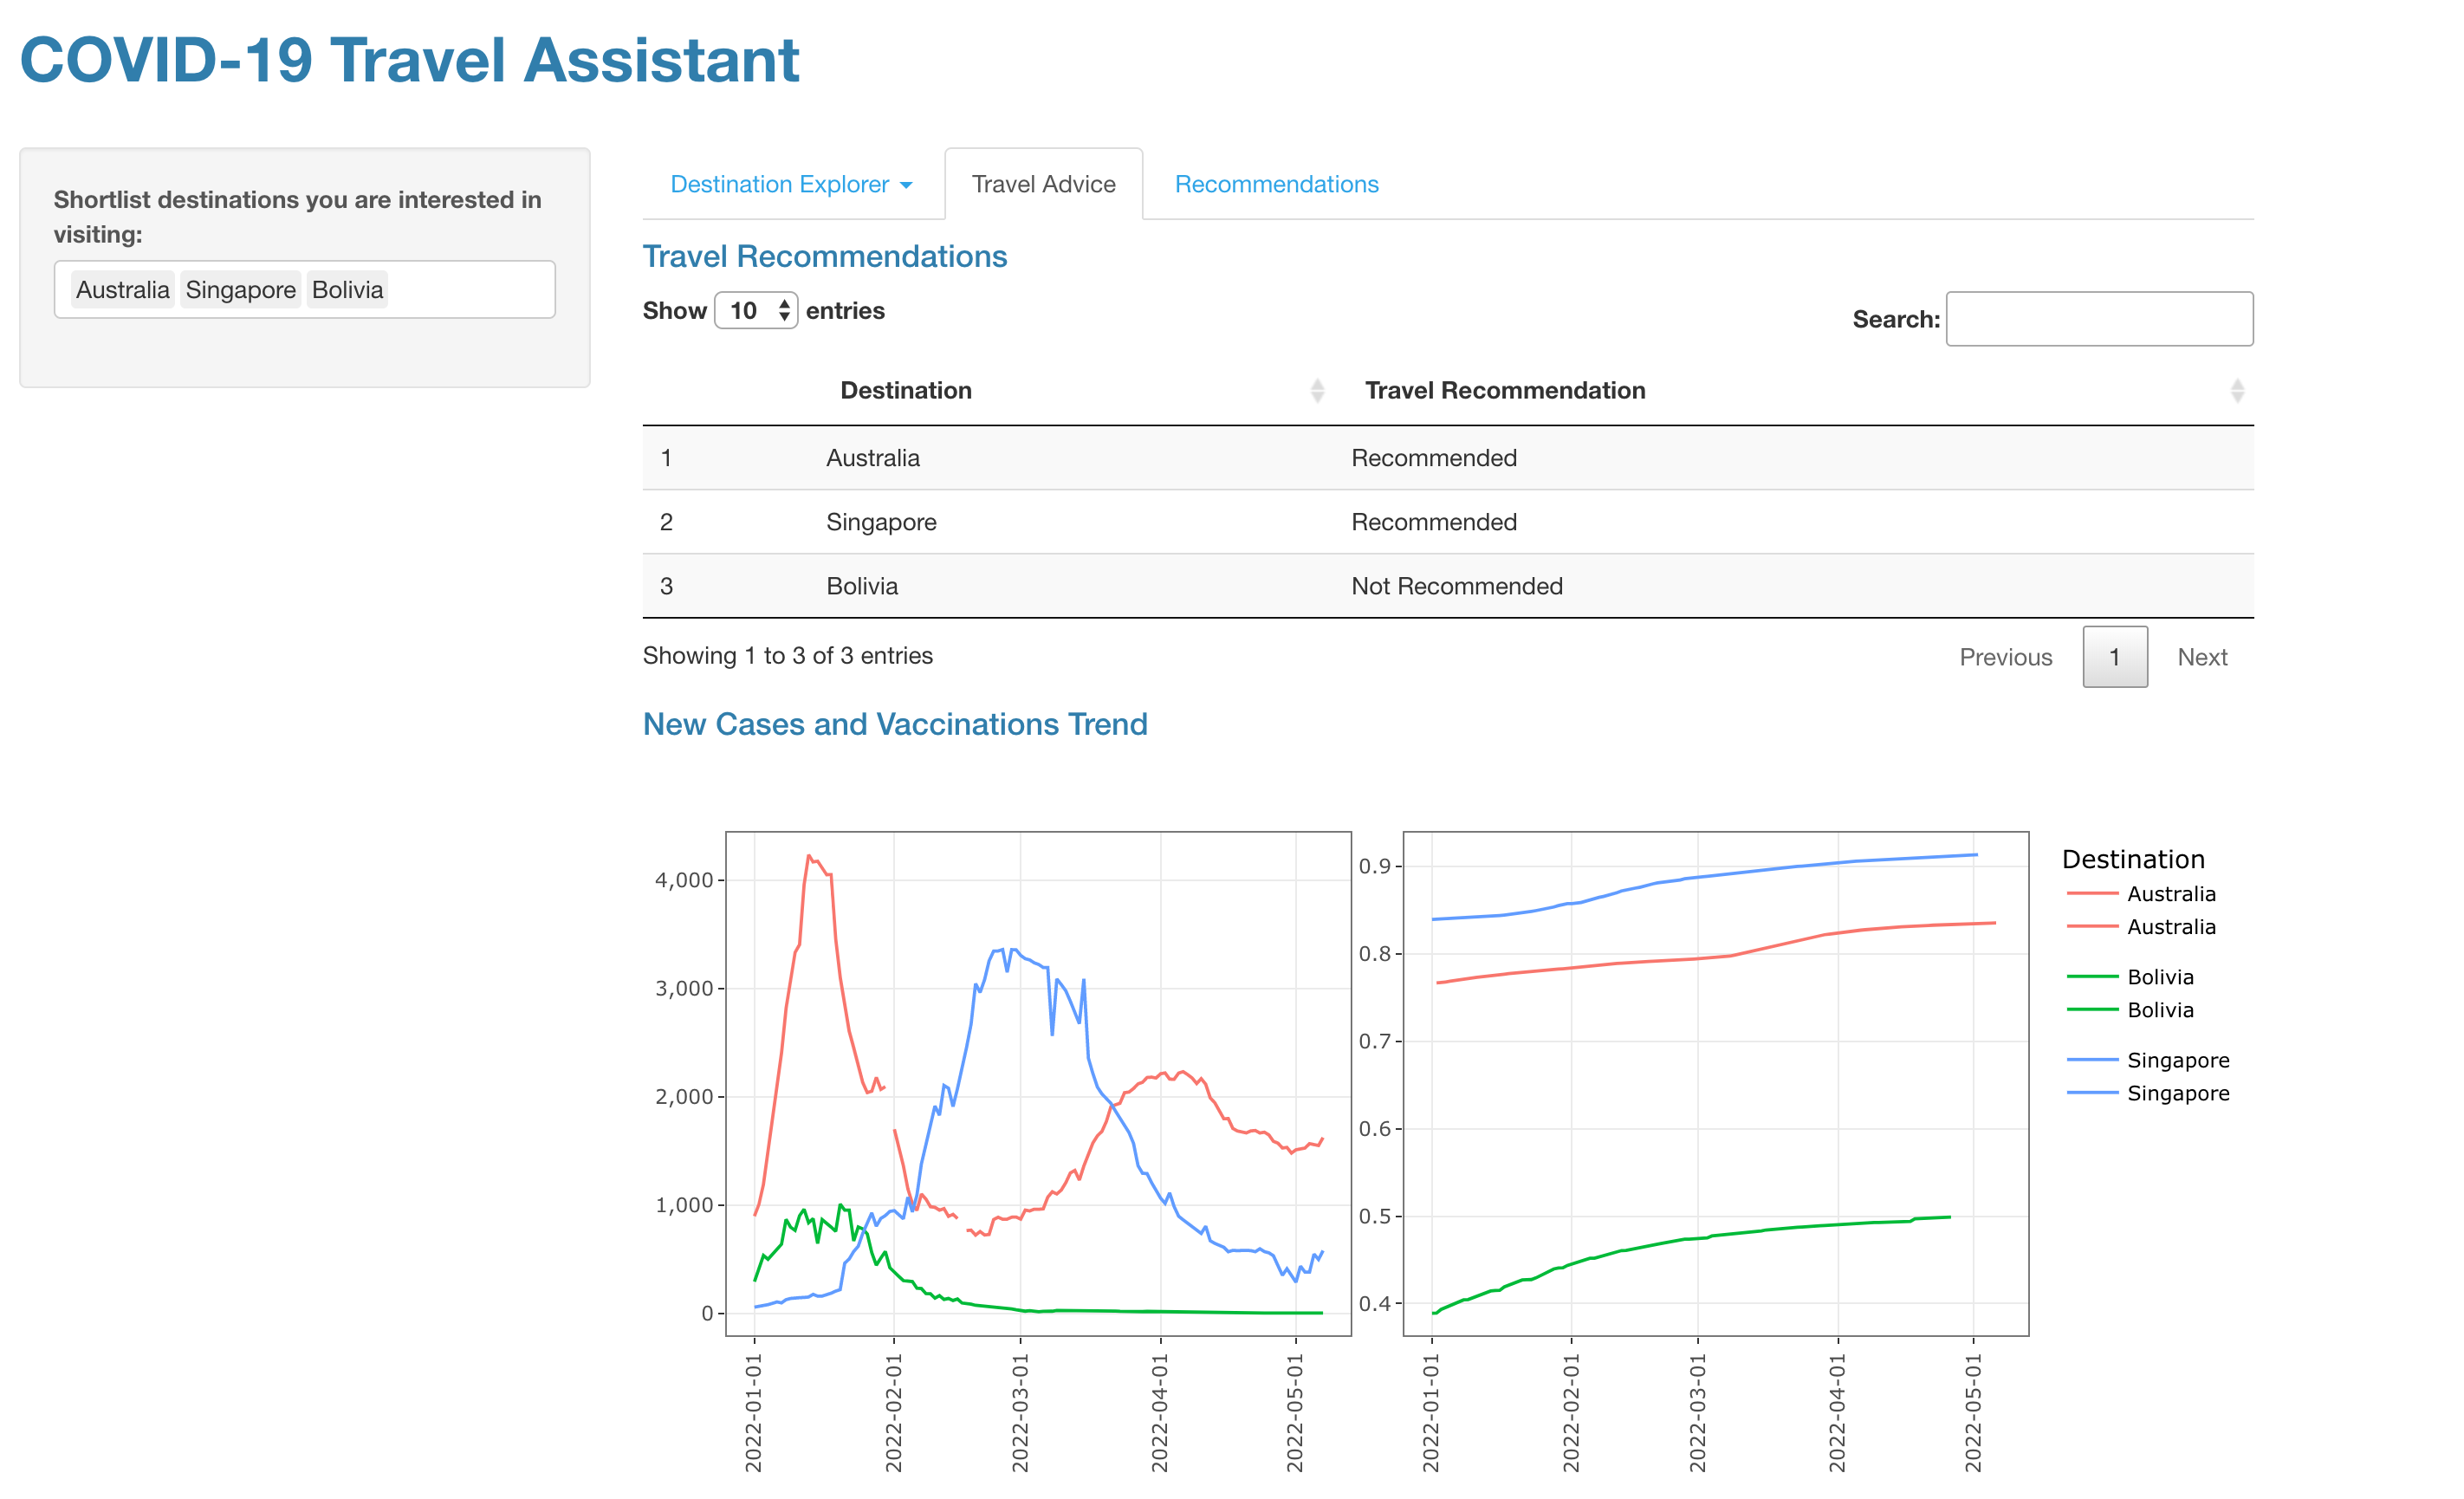 COVID-19 Travel Assistant
Shortlist destinations you are interested in
visiting:
Australia Singapore Bolivia
Destination Explorer Travel Advice Recommendations
Travel Recommendations
Show 10 entries
Search:
Destination Travel Recommendation
1 Australia Recommended
2 Singapore Recommended
3 Bolivia Not Recommended
Showing 1 to 3 of 3 entries
Previous 1 Next
New Cases and Vaccinations Trend
4,000
3,000
2,000
1,000
0
2022-01-01
2022-02-01
2022-03-01
2022-04-01
2022-05-01
0.9
0.8
0.7
0.6
0.5
0.4
2022-01-01
2022-02-01
2022-03-01
2022-04-01
2022-05-01
Destination
Australia
Australia
Bolivia
Bolivia
Singapore
Singapore